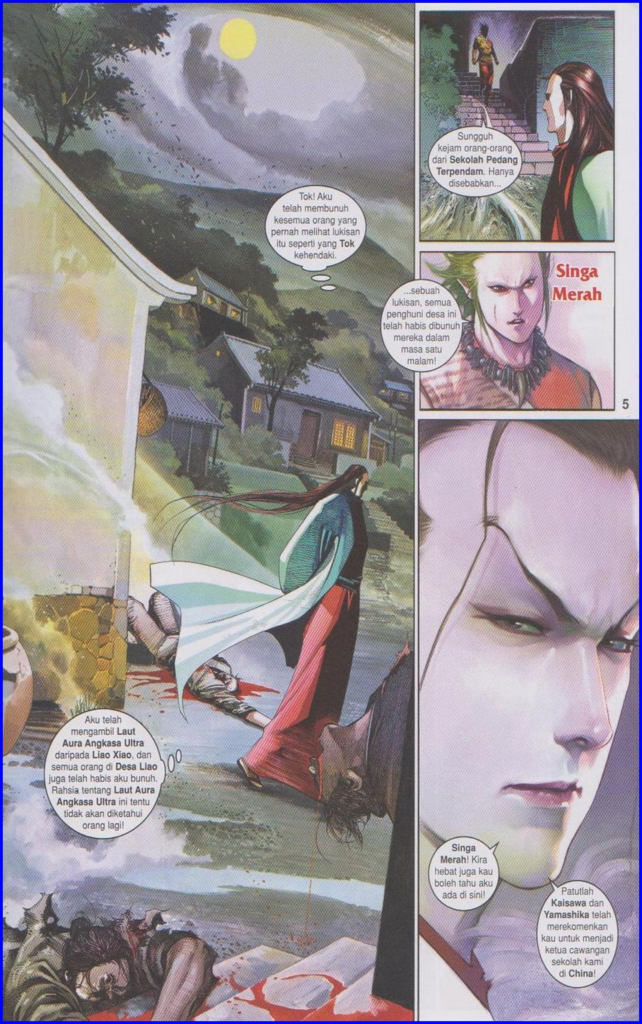 Tok! Aku
telah membunuh
kesemua orang yang
pernah melihat lukisan
itu seperti yang Tok
kehendaki.
Aku telah
mengambil Laut
Aura Angkasa Ultra
daripada Liao Xiao, dan
semua orang di Desa Liao
juga telah habis aku bunuh.
Rahsia tentang Laut Aura
Angkasa Ultra ini tentu
tidak akan diketahui
orang lagi!
Sungguh
kejam orang-orang
dari Sekolah Pedang
Terpendam. Hanya
disebabkan...
...sebuah
lukisan, semua
penghuni desa ini
telah habis dibunuh
mereka dalam
masa satu
malam!
Singa
Merah
5
Singa
Merah! Kira
hebat juga kau
boleh tahu aku
ada di sini!
Patutlah
Kaisawa dan
Yamashika telah
merekomenkan
kau untuk menjadi
ketua cawangan
sekolah kami
di China!